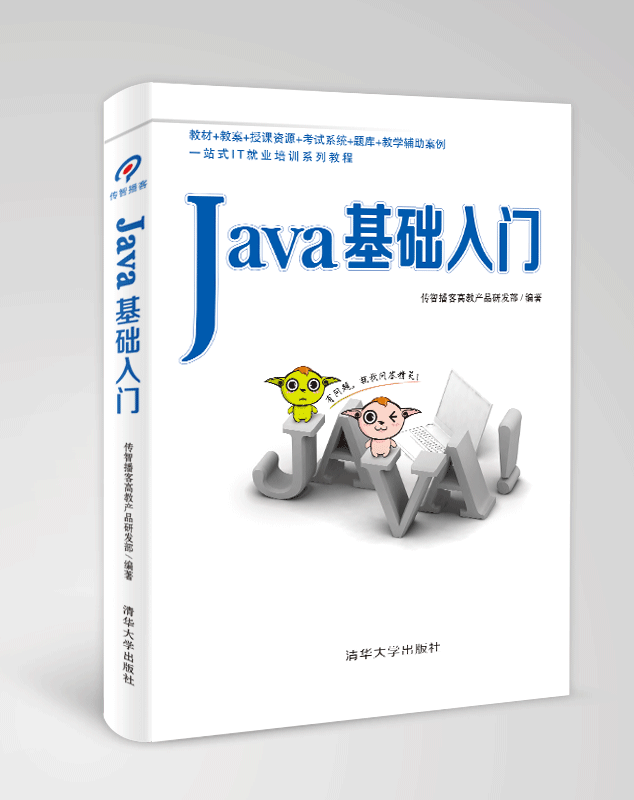 教材+教案+授课资源+考试系统+题库+教学辅助案例
一站式IT就业培训系列教程
Java基础入门
传智播客高教产品研发部/编著
有问题，就找问答精灵!
JAVA!
清华大学出版社
传智播客
Java基础入门
传智播客高教产品研发部/编著
清华大学出版社